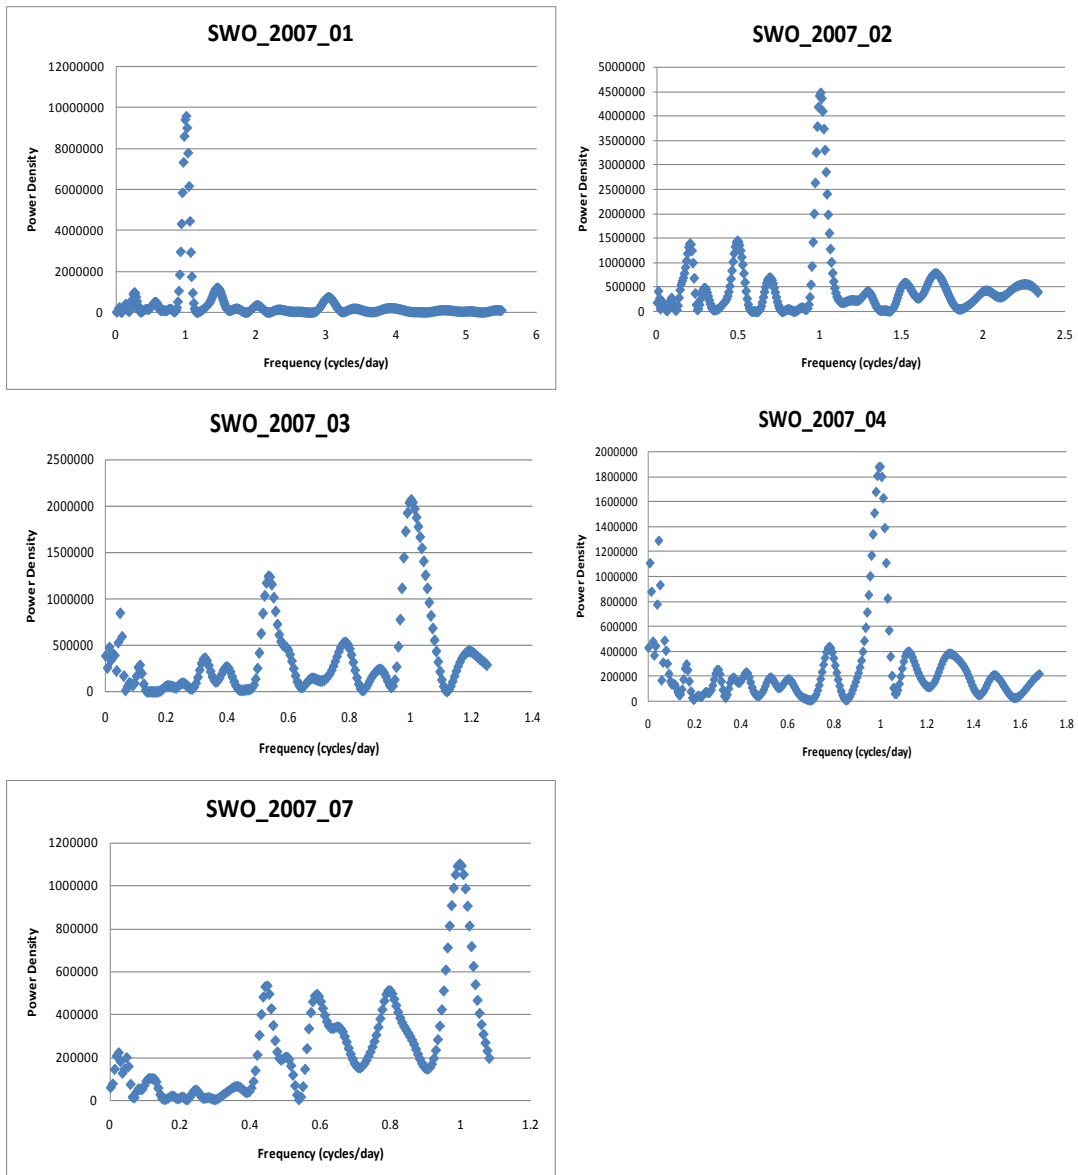 SWO_2007_01
Power Density
12000000
10000000
8000000
6000000
4000000
2000000
0
0 1 2 3 4 5 6
Frequency (cycles/day)
SWO_2007_02
Power Density
5000000
4500000
4000000
3500000
3000000
2500000
2000000
1500000
1000000
500000
0
0 0.5 1 1.5 2 2.5
Frequency (cycles/day)
SWO_2007_03
Power Density
2500000
2000000
1500000
1000000
500000
0
0 0.2 0.4 0.6 0.8 1 1.2 1.4
Frequency (cycles/day)
SWO_2007_04
Power Density
2000000
1800000
1600000
1400000
1200000
1000000
800000
600000
400000
200000
0
0 0.2 0.4 0.6 0.8 1 1.2 1.4 1.6 1.8
Frequency (cycles/day)
SWO_2007_07
Power Density
1200000
1000000
800000
600000
400000
200000
0
0 0.2 0.4 0.6 0.8 1 1.2
Frequency (cycles/day)